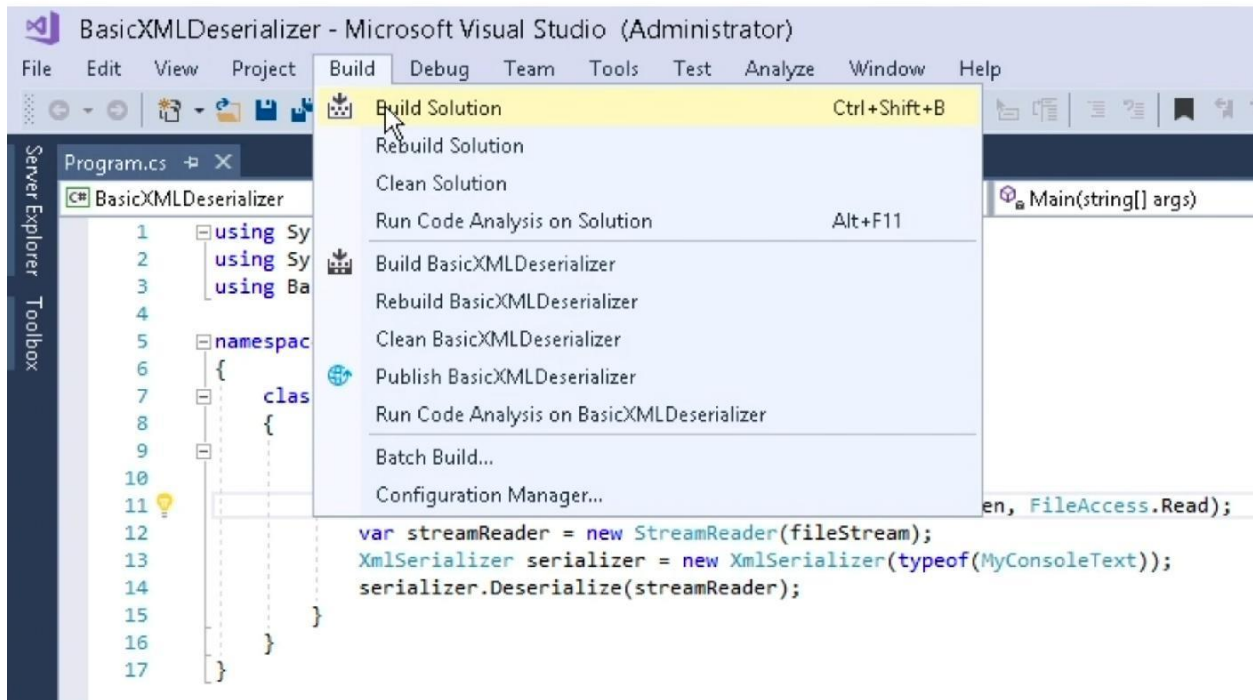 BasicXMLDeserializer - Microsoft Visual Studio (Administrator)
File Edit View Project Build Debug Team Tools Test Analyze Window Help
Build Solution Ctrl+Shift+B
Rebuild Solution
Clean Solution
Run Code Analysis on Solution Alt+F11
Build BasicXMLDeserializer
Rebuild BasicXMLDeserializer
Clean BasicXMLDeserializer
Publish BasicXMLDeserializer
Run Code Analysis on BasicXMLDeserializer
Batch Build...
Configuration Manager...
Server Explorer
Toolbox
Program.cs
C# BasicXMLDeserializer
Main(string[] args)
1 using Sy
2 using Sy
3 using Ba
4
5 namespac
6 {
7 clas
8 {
9
10
11 en, FileAccess.Read);
12 var streamReader = new StreamReader(fileStream);
13 XmlSerializer serializer = new XmlSerializer(typeof(MyConsoleText));
14 serializer.Deserialize(streamReader);
15 }
16 }
17 }